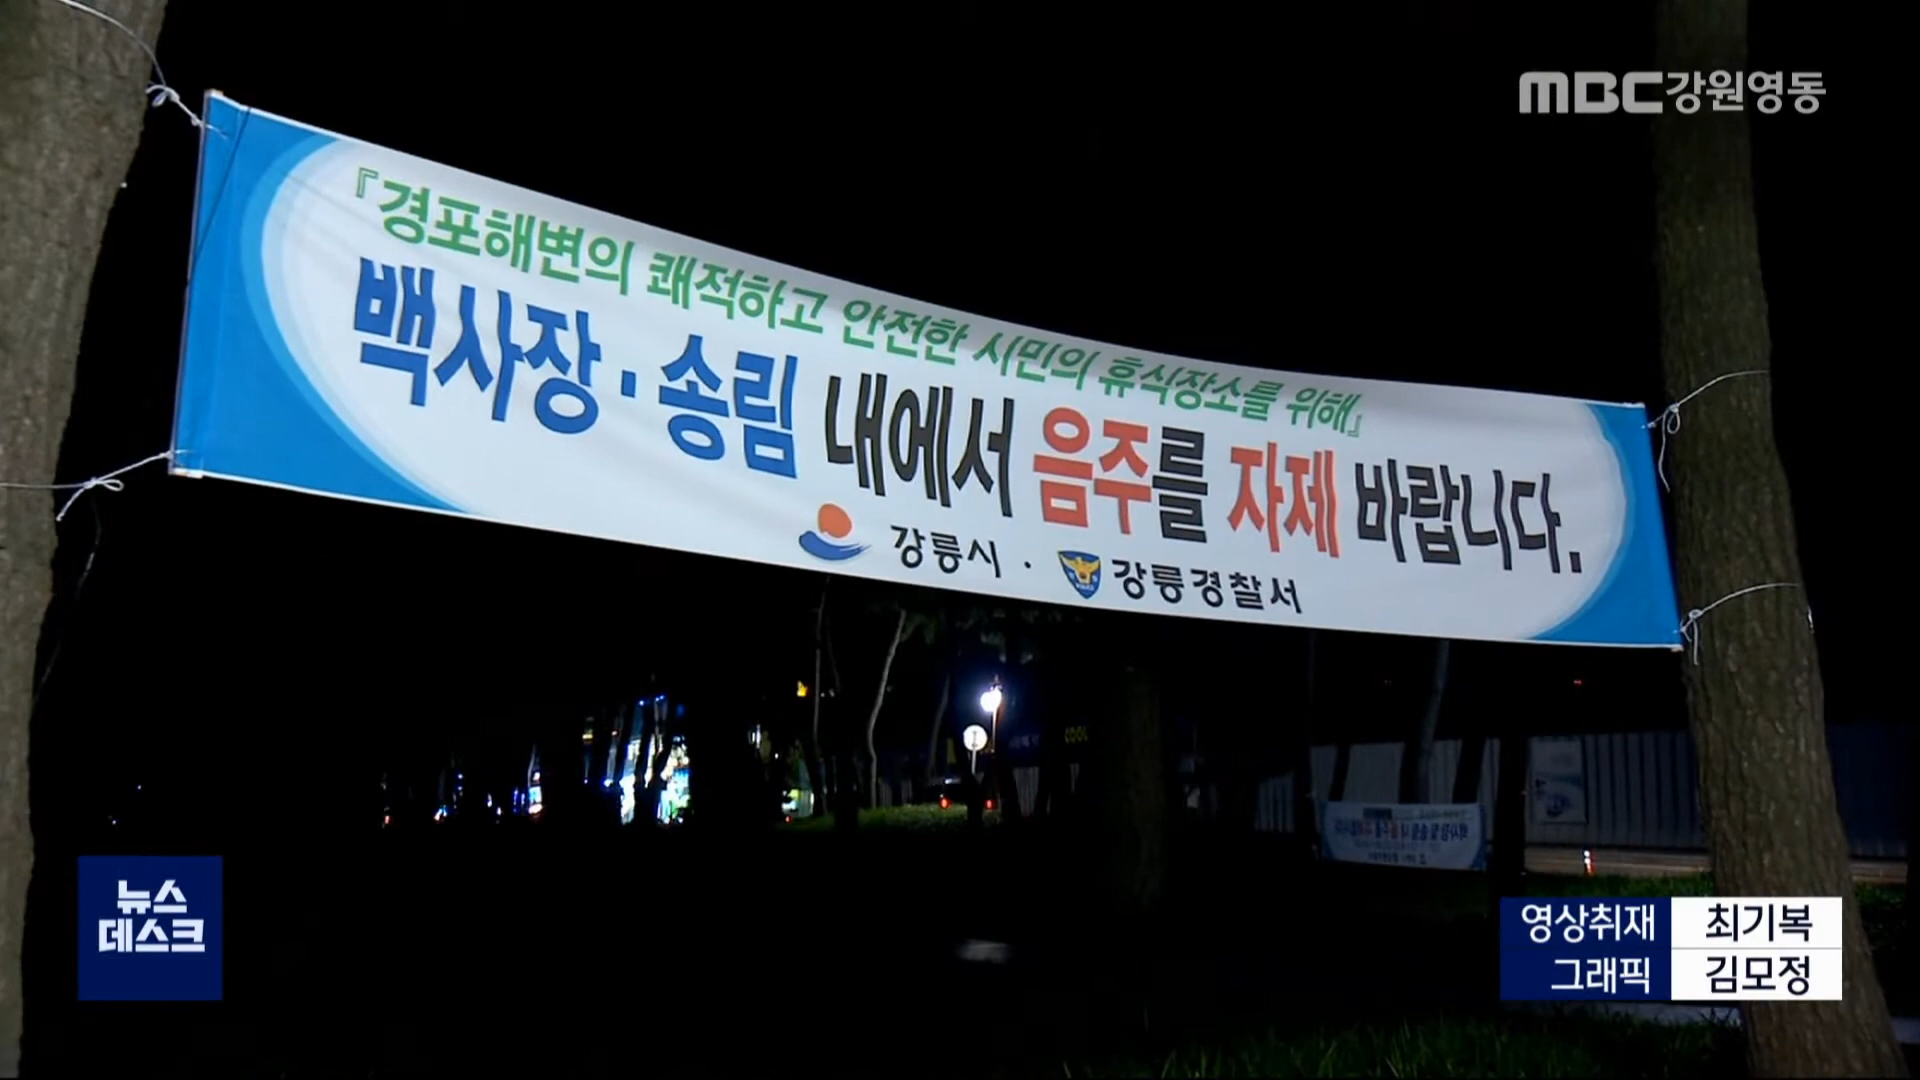 MBC강원영동
『경포해변의 쾌적하고 안전한 시민의 휴식장소를 위해』
백사장·송림 내에서 음주를 자제 바랍니다.
강릉시 · 강릉경찰서
뉴스
데스크
영상취재 최기복
그래픽 김모정